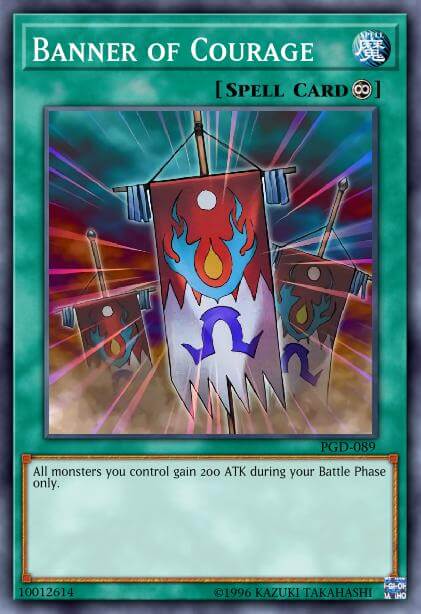 BANNER OF COURAGE
SPELL
魔
[SPELL CARD]
PGD-089
All monsters you control gain 200 ATK during your Battle Phase
only.
10012614
©1996 KAZUKI TAKAHASHI